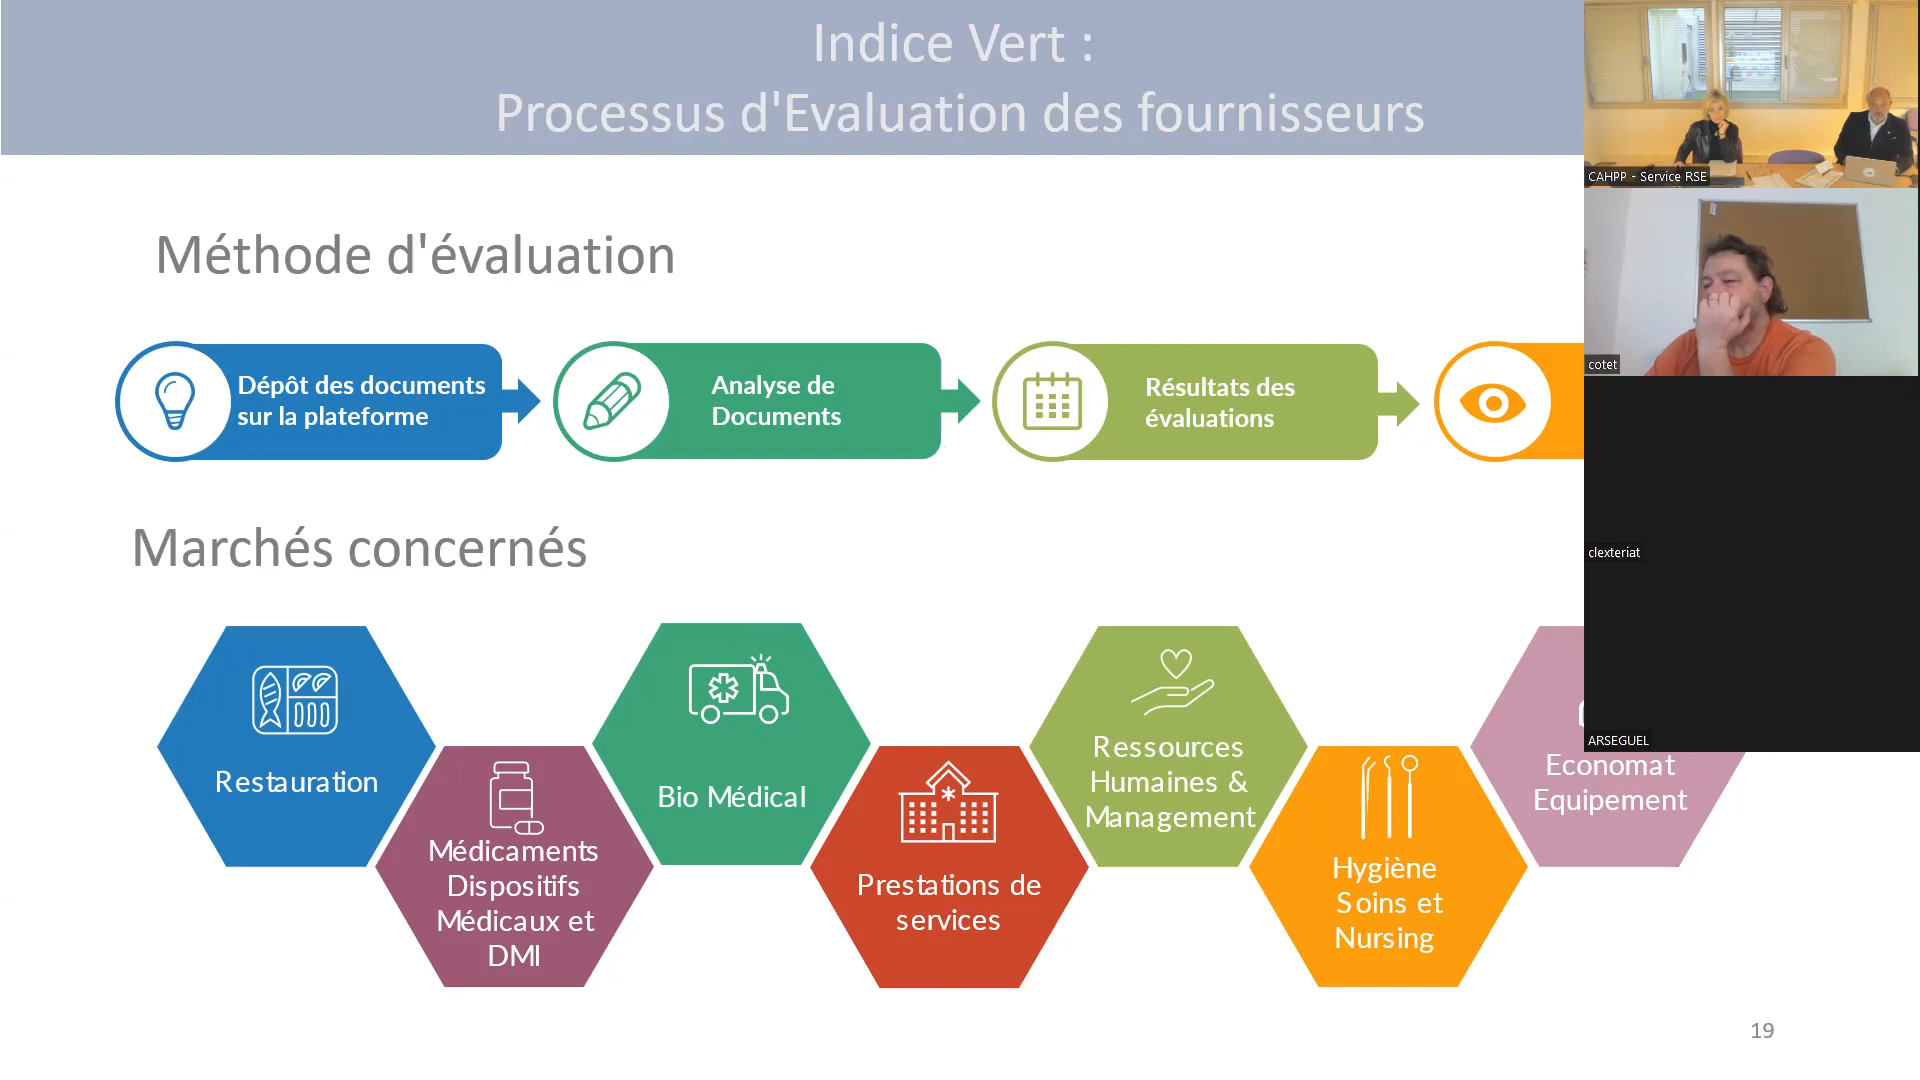 Indice Vert :
Processus d'Evaluation des fournisseurs
CAHPP - Service RSE
Méthode d'évaluation
cotet
Dépôt des documents
sur la plateforme
Analyse de
Documents
Résultats des
évaluations
Marchés concernés
clexteriat
ARSEGUEL
Restauration
Médicaments
Dispositifs
Médicaux et
DMI
Bio Médical
Prestations de
services
Ressources
Humaines &
Management
Hygiène
Soins et
Nursing
Economat
Equipement
19